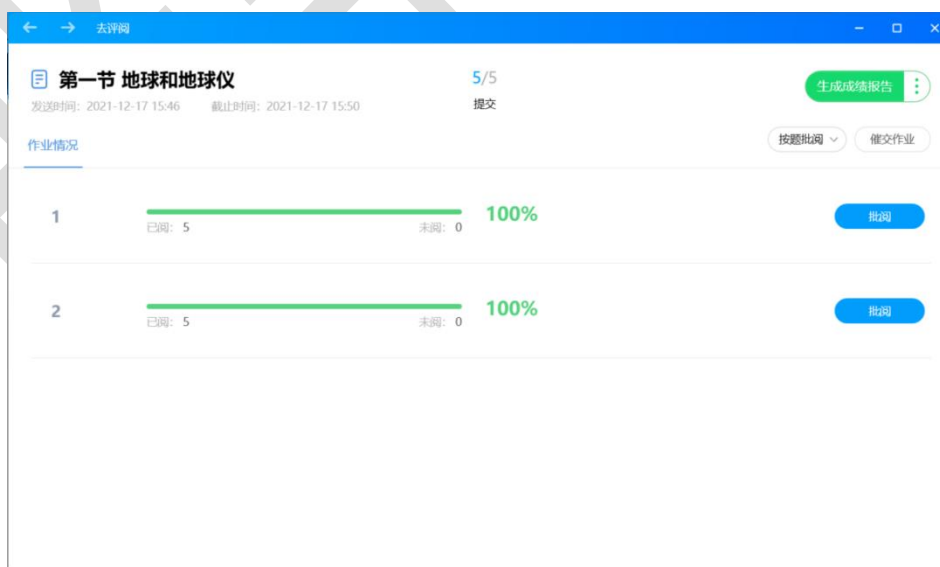 去评阅
第一节 地球和地球仪
5/5
生成成绩报告
发送时间：2021-12-17 15:46 截止时间：2021-12-17 15:50
提交
作业情况
按题批阅
催交作业
1
已阅：5
未阅：0
100%
批阅
2
已阅：5
未阅：0
100%
批阅